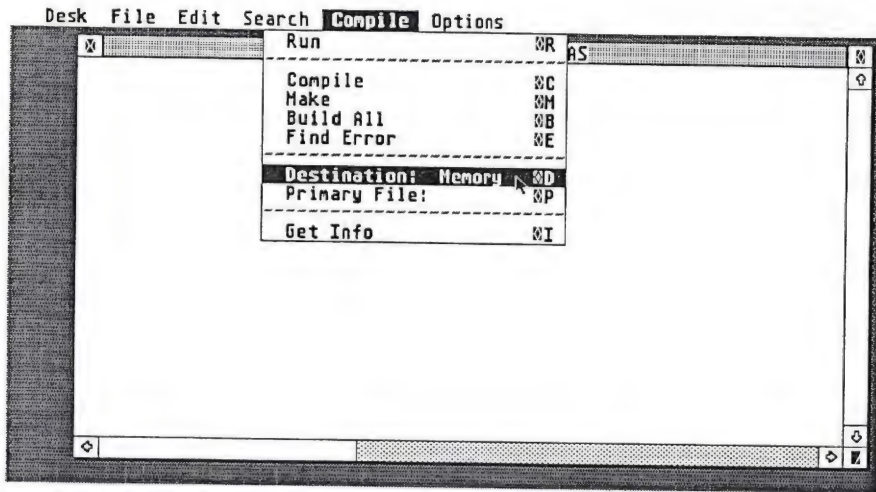 Desk File Edit Search Compile Options
AS
Run ◊R
Compile ◊C
Make ◊M
Build All ◊B
Find Error ◊E
Destination: Memory ◊D
Primary File: ◊P
Get Info ◊I